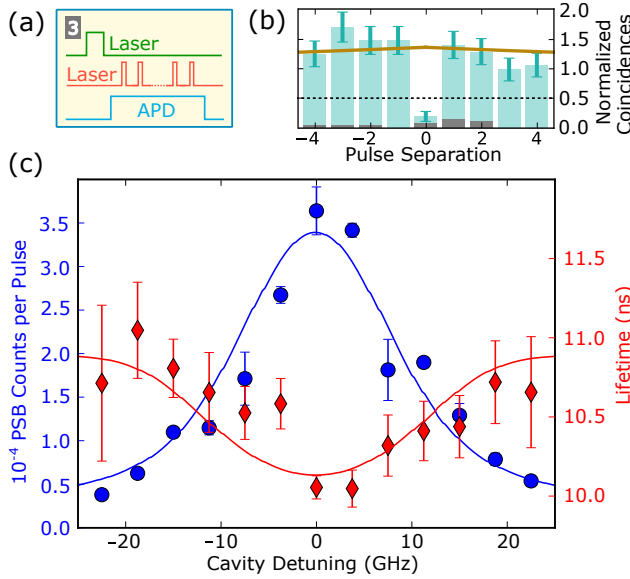 (a)
3
Laser
Laser
APD
(b)
2.0
1.5
1.0
0.5
0.0
Normalized
Coincidences
−4 −2 0 2 4
Pulse Separation
(c)
3.5
3.0
2.5
2.0
1.5
1.0
0.5
0.0
10⁻⁴ PSB Counts per Pulse
11.5
11.0
10.5
10.0
Lifetime (ns)
−20 −10 0 10 20
Cavity Detuning (GHz)